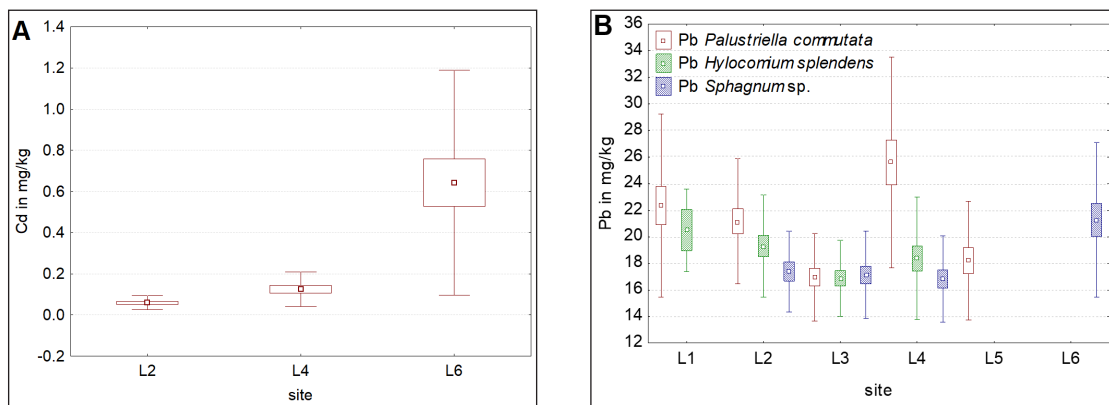 A
Cd in mg/kg
1.4
1.2
1.0
0.8
0.6
0.4
0.2
0.0
-0.2
L2 L4 L6
site
B
Pb in mg/kg
36
34
32
30
28
26
24
22
20
18
16
14
12
Pb Palustriella commutata
Pb Hylocomium splendens
Pb Sphagnum sp.
L1 L2 L3 L4 L5 L6
site